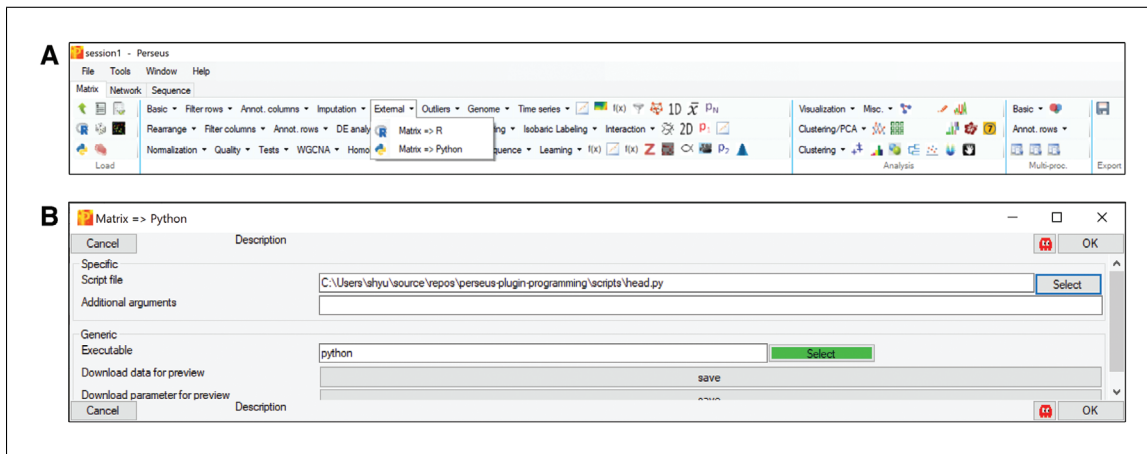 A
session1 - Perseus
File Tools Window Help
Matrix Network Sequence
Basic Filter rows Annot. columns Imputation External Outliers Genome Time series f(x) 1D x̄ PN Visualization Misc. Basic
Rearrange Filter columns Annot. rows DE analy Matrix => R ing Isobaric Labeling Interaction 2D P1 Clustering/PCA 7 Annot. rows
Normalization Quality Tests WGCNA Homo Matrix => Python quence Learning f(x) f(x) Z P? Clustering
Load Analysis Multi-proc. Export
B
Matrix => Python
Cancel Description OK
Specific
Script file C:\Users\shyu\source\repos\perseus-plugin-programming\scripts\head.py Select
Additional arguments
Generic
Executable python Select
Download data for preview save
Download parameter for preview save
Cancel Description OK